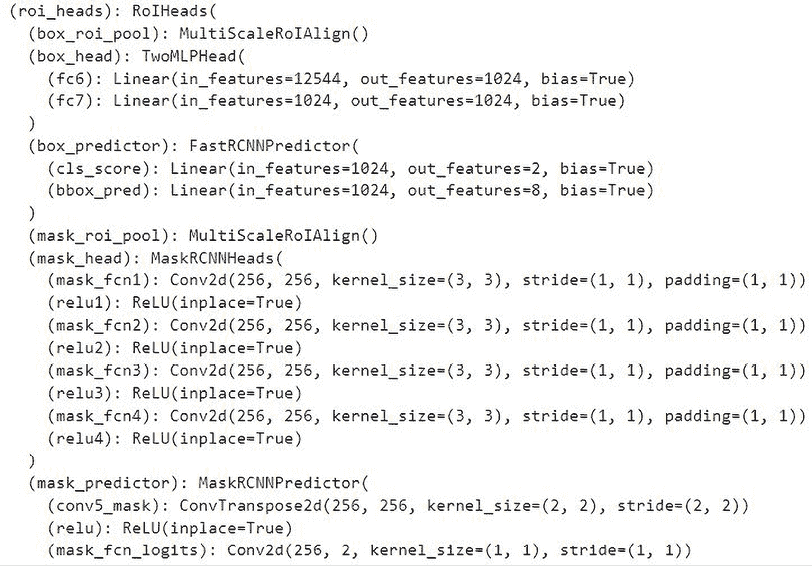 (roi_heads): RoIHeads(
(box_roi_pool): MultiScaleRoIAlign()
(box_head): TwoMLPHead(
(fc6): Linear(in_features=12544, out_features=1024, bias=True)
(fc7): Linear(in_features=1024, out_features=1024, bias=True)
)
(box_predictor): FastRCNNPredictor(
(cls_score): Linear(in_features=1024, out_features=2, bias=True)
(bbox_pred): Linear(in_features=1024, out_features=8, bias=True)
)
(mask_roi_pool): MultiScaleRoIAlign()
(mask_head): MaskRCNNHeads(
(mask_fcn1): Conv2d(256, 256, kernel_size=(3, 3), stride=(1, 1), padding=(1, 1))
(relu1): ReLU(inplace=True)
(mask_fcn2): Conv2d(256, 256, kernel_size=(3, 3), stride=(1, 1), padding=(1, 1))
(relu2): ReLU(inplace=True)
(mask_fcn3): Conv2d(256, 256, kernel_size=(3, 3), stride=(1, 1), padding=(1, 1))
(relu3): ReLU(inplace=True)
(mask_fcn4): Conv2d(256, 256, kernel_size=(3, 3), stride=(1, 1), padding=(1, 1))
(relu4): ReLU(inplace=True)
)
(mask_predictor): MaskRCNNPredictor(
(conv5_mask): ConvTranspose2d(256, 256, kernel_size=(2, 2), stride=(2, 2))
(relu): ReLU(inplace=True)
(mask_fcn_logits): Conv2d(256, 2, kernel_size=(1, 1), stride=(1, 1))